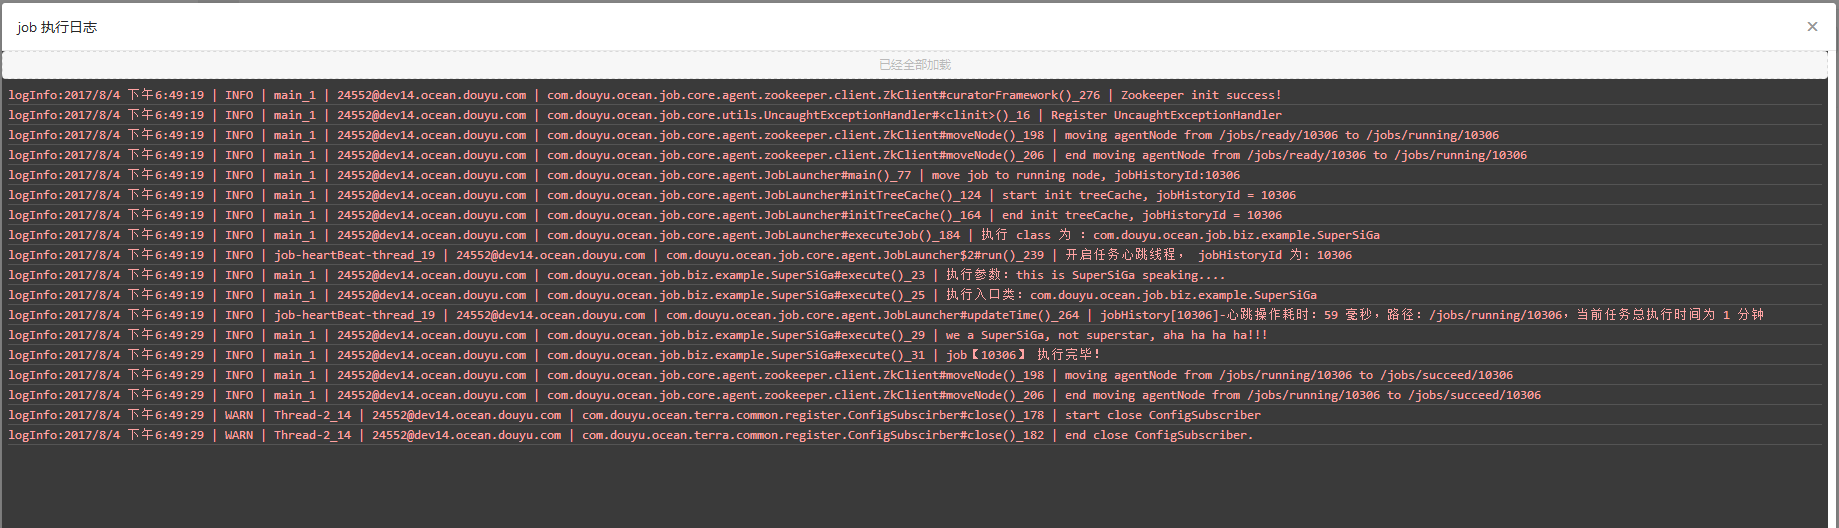 job 执行日志
已经全部加载
logInfo:2017/8/4 下午6:49:19 | INFO | main_1 | 24552@dev14.ocean.douyu.com | com.douyu.ocean.job.core.agent.zookeeper.client.ZkClient#curatorFramework()_276 | Zookeeper init success!
logInfo:2017/8/4 下午6:49:19 | INFO | main_1 | 24552@dev14.ocean.douyu.com | com.douyu.ocean.job.core.utils.UncaughtExceptionHandler#<clinit>()_16 | Register UncaughtExceptionHandler
logInfo:2017/8/4 下午6:49:19 | INFO | main_1 | 24552@dev14.ocean.douyu.com | com.douyu.ocean.job.core.agent.zookeeper.client.ZkClient#moveNode()_198 | moving agentNode from /jobs/ready/10306 to /jobs/running/10306
logInfo:2017/8/4 下午6:49:19 | INFO | main_1 | 24552@dev14.ocean.douyu.com | com.douyu.ocean.job.core.agent.zookeeper.client.ZkClient#moveNode()_206 | end moving agentNode from /jobs/ready/10306 to /jobs/running/10306
logInfo:2017/8/4 下午6:49:19 | INFO | main_1 | 24552@dev14.ocean.douyu.com | com.douyu.ocean.job.core.agent.JobLauncher#main()_77 | move job to running node, jobHistoryId:10306
logInfo:2017/8/4 下午6:49:19 | INFO | main_1 | 24552@dev14.ocean.douyu.com | com.douyu.ocean.job.core.agent.JobLauncher#initTreeCache()_124 | start init treeCache, jobHistoryId = 10306
logInfo:2017/8/4 下午6:49:19 | INFO | main_1 | 24552@dev14.ocean.douyu.com | com.douyu.ocean.job.core.agent.JobLauncher#initTreeCache()_164 | end init treeCache, jobHistoryId = 10306
logInfo:2017/8/4 下午6:49:19 | INFO | main_1 | 24552@dev14.ocean.douyu.com | com.douyu.ocean.job.core.agent.JobLauncher#executeJob()_184 | 执行 class 为 : com.douyu.ocean.job.biz.example.SuperSiGa
logInfo:2017/8/4 下午6:49:19 | INFO | job-heartBeat-thread_19 | 24552@dev14.ocean.douyu.com | com.douyu.ocean.job.core.agent.JobLauncher$2#run()_239 | 开启任务心跳线程， jobHistoryId 为: 10306
logInfo:2017/8/4 下午6:49:19 | INFO | main_1 | 24552@dev14.ocean.douyu.com | com.douyu.ocean.job.biz.example.SuperSiGa#execute()_23 | 执行参数：this is SuperSiGa speaking....
logInfo:2017/8/4 下午6:49:19 | INFO | main_1 | 24552@dev14.ocean.douyu.com | com.douyu.ocean.job.biz.example.SuperSiGa#execute()_25 | 执行入口类：com.douyu.ocean.job.biz.example.SuperSiGa
logInfo:2017/8/4 下午6:49:19 | INFO | job-heartBeat-thread_19 | 24552@dev14.ocean.douyu.com | com.douyu.ocean.job.core.agent.JobLauncher#updateTime()_264 | jobHistory[10306]-心跳操作耗时：59 毫秒，路径：/jobs/running/10306，当前任务总执行时间为 1 分钟
logInfo:2017/8/4 下午6:49:29 | INFO | main_1 | 24552@dev14.ocean.douyu.com | com.douyu.ocean.job.biz.example.SuperSiGa#execute()_29 | we a SuperSiGa, not superstar, aha ha ha ha!!!
logInfo:2017/8/4 下午6:49:29 | INFO | main_1 | 24552@dev14.ocean.douyu.com | com.douyu.ocean.job.biz.example.SuperSiGa#execute()_31 | job【10306】 执行完毕!
logInfo:2017/8/4 下午6:49:29 | INFO | main_1 | 24552@dev14.ocean.douyu.com | com.douyu.ocean.job.core.agent.zookeeper.client.ZkClient#moveNode()_198 | moving agentNode from /jobs/running/10306 to /jobs/succeed/10306
logInfo:2017/8/4 下午6:49:29 | INFO | main_1 | 24552@dev14.ocean.douyu.com | com.douyu.ocean.job.core.agent.zookeeper.client.ZkClient#moveNode()_206 | end moving agentNode from /jobs/running/10306 to /jobs/succeed/10306
logInfo:2017/8/4 下午6:49:29 | WARN | Thread-2_14 | 24552@dev14.ocean.douyu.com | com.douyu.ocean.terra.common.register.ConfigSubscirber#close()_178 | start close ConfigSubscriber
logInfo:2017/8/4 下午6:49:29 | WARN | Thread-2_14 | 24552@dev14.ocean.douyu.com | com.douyu.ocean.terra.common.register.ConfigSubscirber#close()_182 | end close ConfigSubscriber.